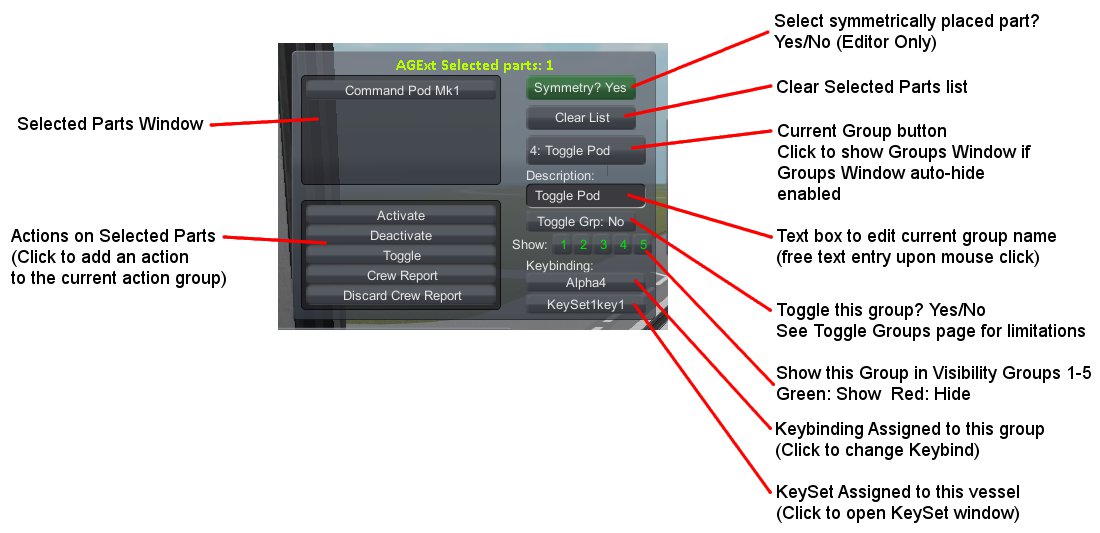 Select symmetrically placed part?
Yes/No (Editor Only)
AGExt Selected parts: 1
Command Pod Mk1
Symmetry? Yes
Clear List
Clear Selected Parts list
Selected Parts Window
4: Toggle Pod
Current Group button
Click to show Groups Window if
Groups Window auto-hide
enabled
Description:
Toggle Pod
Toggle Grp: No
Show: 1 2 3 4 5
Keybinding:
Alpha4
KeySet1key1
Actions on Selected Parts
(Click to add an action
to the current action group)
Activate
Deactivate
Toggle
Crew Report
Discard Crew Report
Text box to edit current group name
(free text entry upon mouse click)
Toggle this group? Yes/No
See Toggle Groups page for limitations
Show this Group in Visibility Groups 1-5
Green: Show  Red: Hide
Keybinding Assigned to this group
(Click to change Keybind)
KeySet Assigned to this vessel
(Click to open KeySet window)